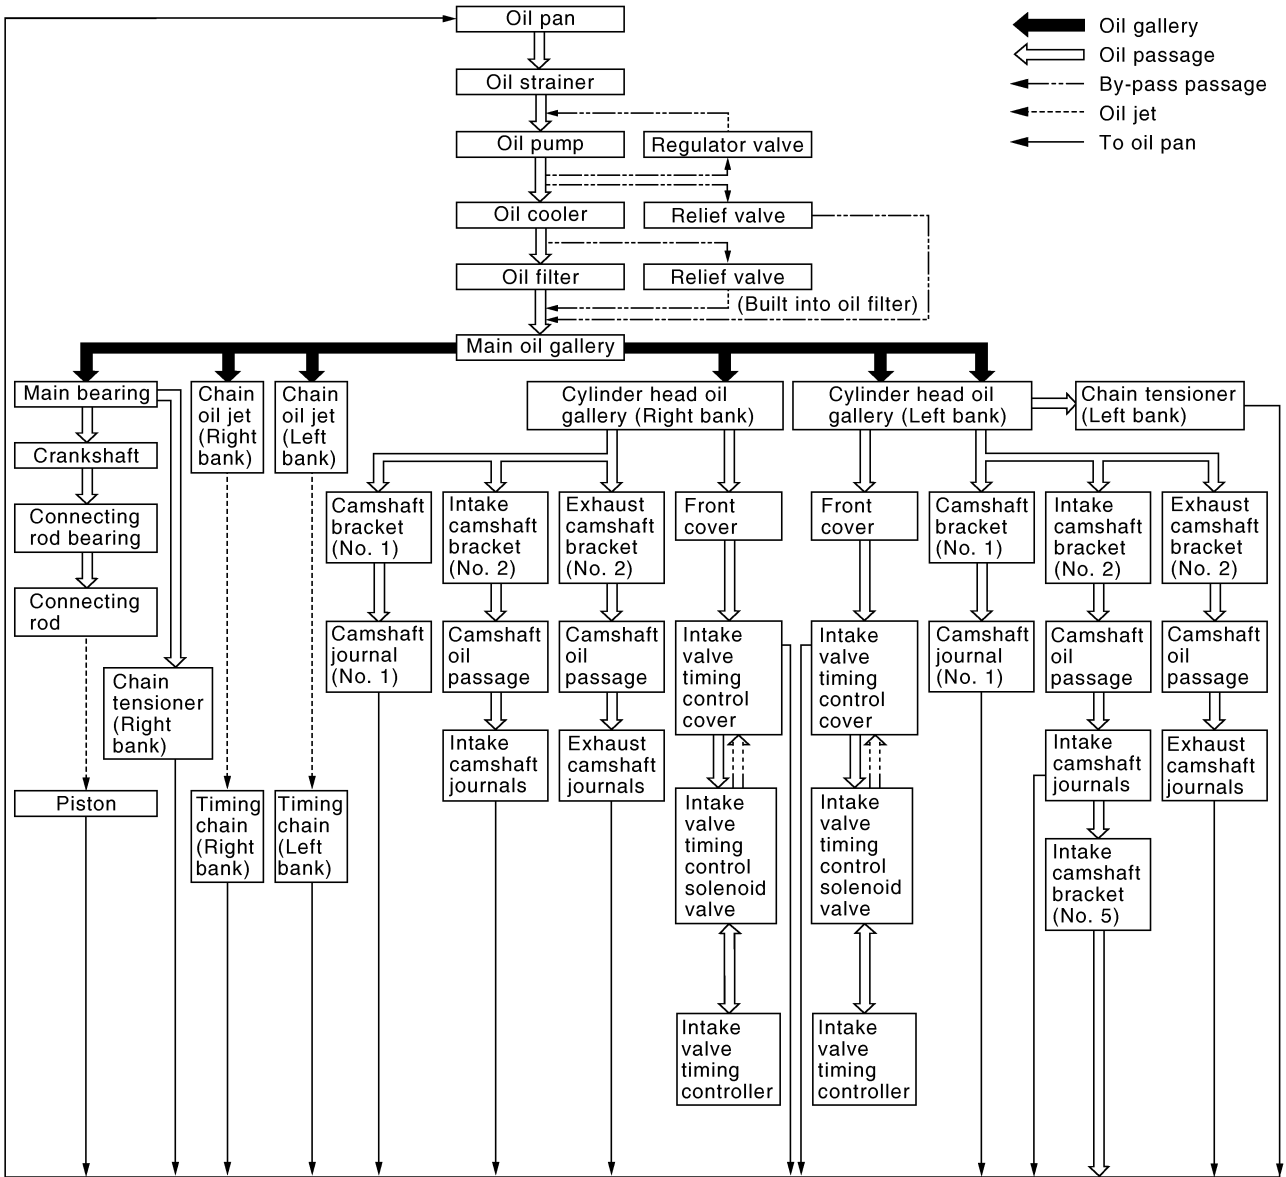 Oil pan
Oil gallery
Oil passage
By-pass passage
Oil jet
To oil pan
Oil strainer
Oil pump
Regulator valve
Oil cooler
Relief valve
Oil filter
Relief valve
(Built into oil filter)
Main oil gallery
Main bearing
Chain
oil jet
(Right
bank)
Chain
oil jet
(Left
bank)
Cylinder head oil
gallery (Right bank)
Cylinder head oil
gallery (Left bank)
Chain tensioner
(Left bank)
Crankshaft
Connecting
rod bearing
Connecting
rod
Chain
tensioner
(Right
bank)
Piston
Timing
chain
(Right
bank)
Timing
chain
(Left
bank)
Camshaft
bracket
(No. 1)
Camshaft
journal
(No. 1)
Intake
camshaft
bracket
(No. 2)
Camshaft
oil
passage
Intake
camshaft
journals
Exhaust
camshaft
bracket
(No. 2)
Camshaft
oil
passage
Exhaust
camshaft
journals
Front
cover
Intake
valve
timing
control
cover
Intake
valve
timing
control
solenoid
valve
Intake
valve
timing
controller
Front
cover
Intake
valve
timing
control
cover
Intake
valve
timing
control
solenoid
valve
Intake
valve
timing
controller
Camshaft
bracket
(No. 1)
Camshaft
journal
(No. 1)
Intake
camshaft
bracket
(No. 2)
Camshaft
oil
passage
Intake
camshaft
journals
Intake
camshaft
bracket
(No. 5)
Exhaust
camshaft
bracket
(No. 2)
Camshaft
oil
passage
Exhaust
camshaft
journals